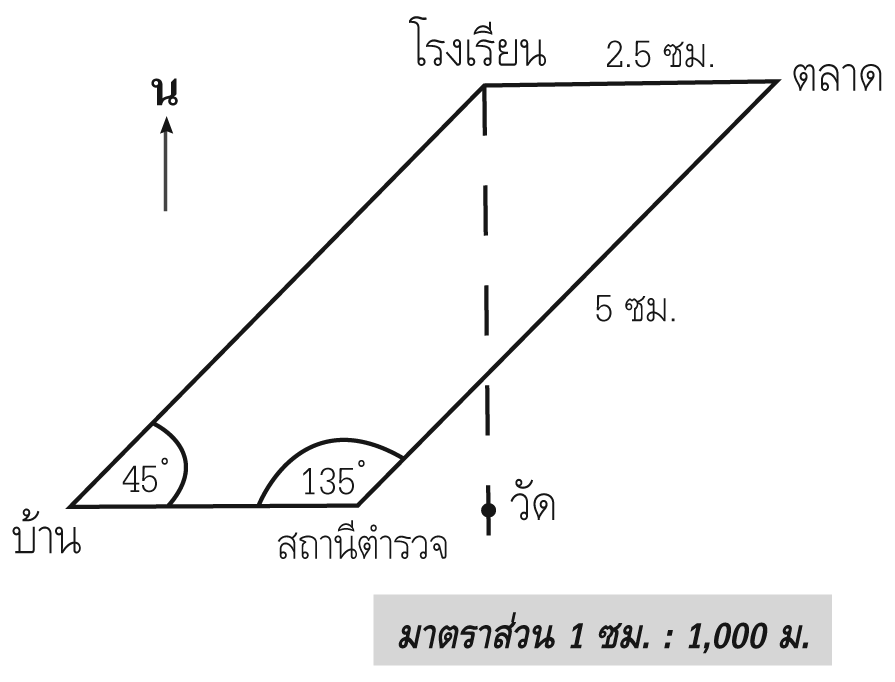 โรงเรียน
2.5 ซม.
ตลาด
น
5 ซม.
45°
135°
วัด
บ้าน
สถานีตำรวจ
มาตราส่วน 1 ซม. : 1,000 ม.